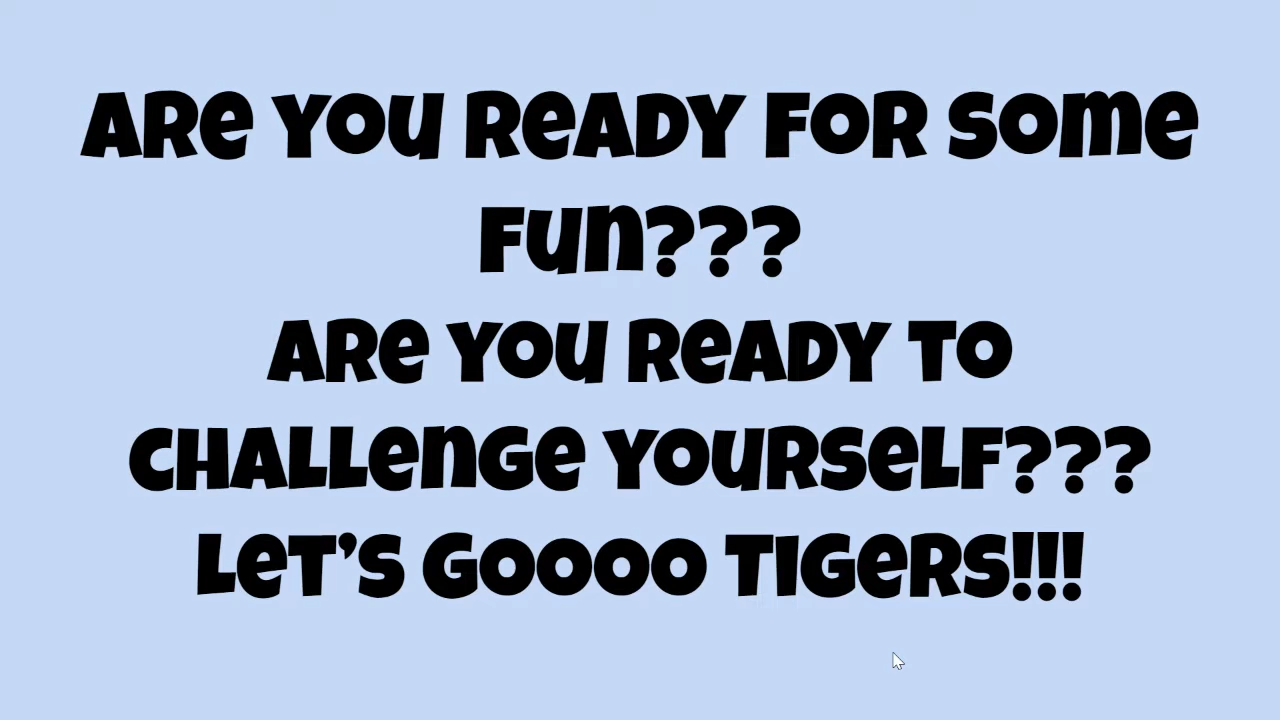 Are you ready for some
fun???
Are you ready to
challenge yourself???
Let's goooo Tigers!!!